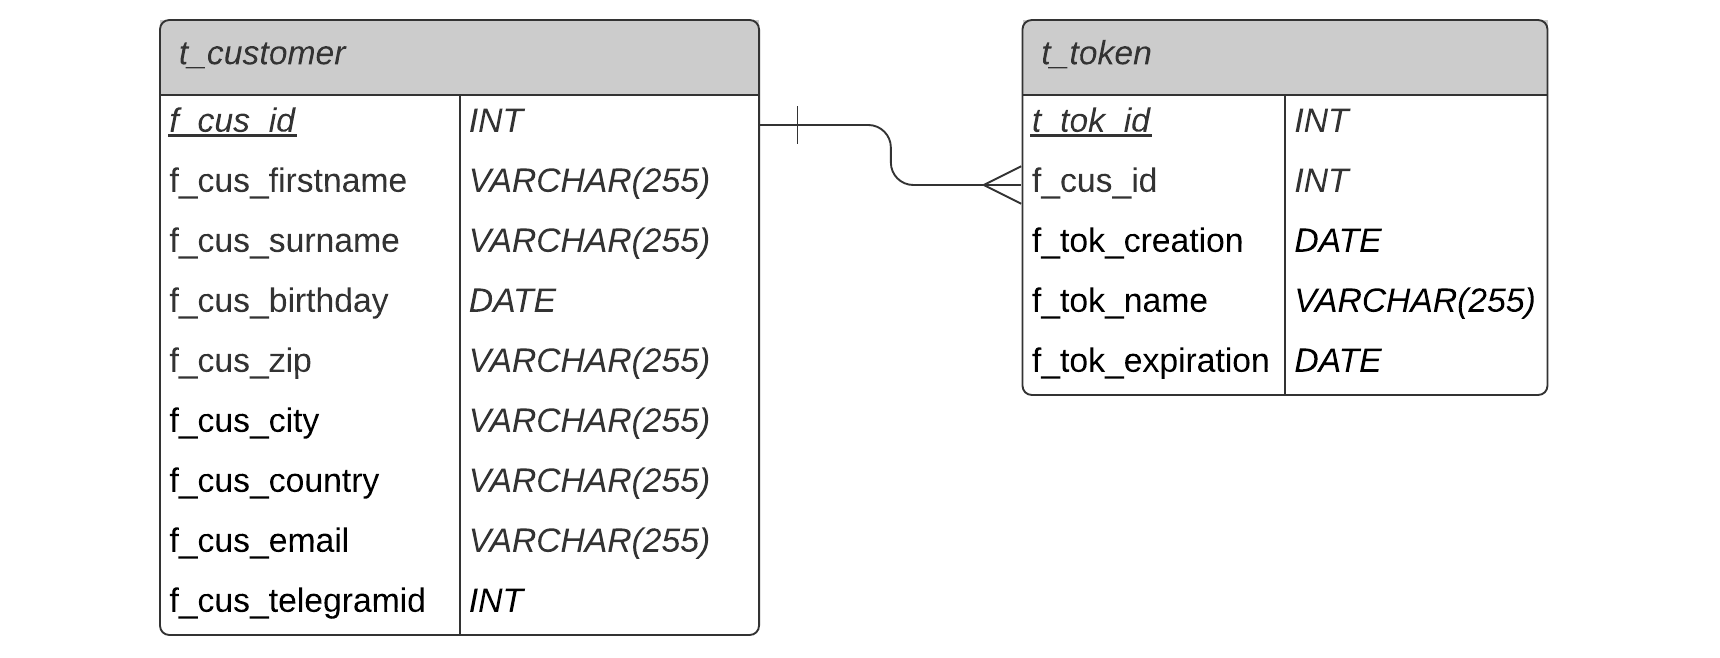 t_customer
f_cus_id INT
f_cus_firstname VARCHAR(255)
f_cus_surname VARCHAR(255)
f_cus_birthday DATE
f_cus_zip VARCHAR(255)
f_cus_city VARCHAR(255)
f_cus_country VARCHAR(255)
f_cus_email VARCHAR(255)
f_cus_telegramid INT
t_token
t_tok_id INT
f_cus_id INT
f_tok_creation DATE
f_tok_name VARCHAR(255)
f_tok_expiration DATE